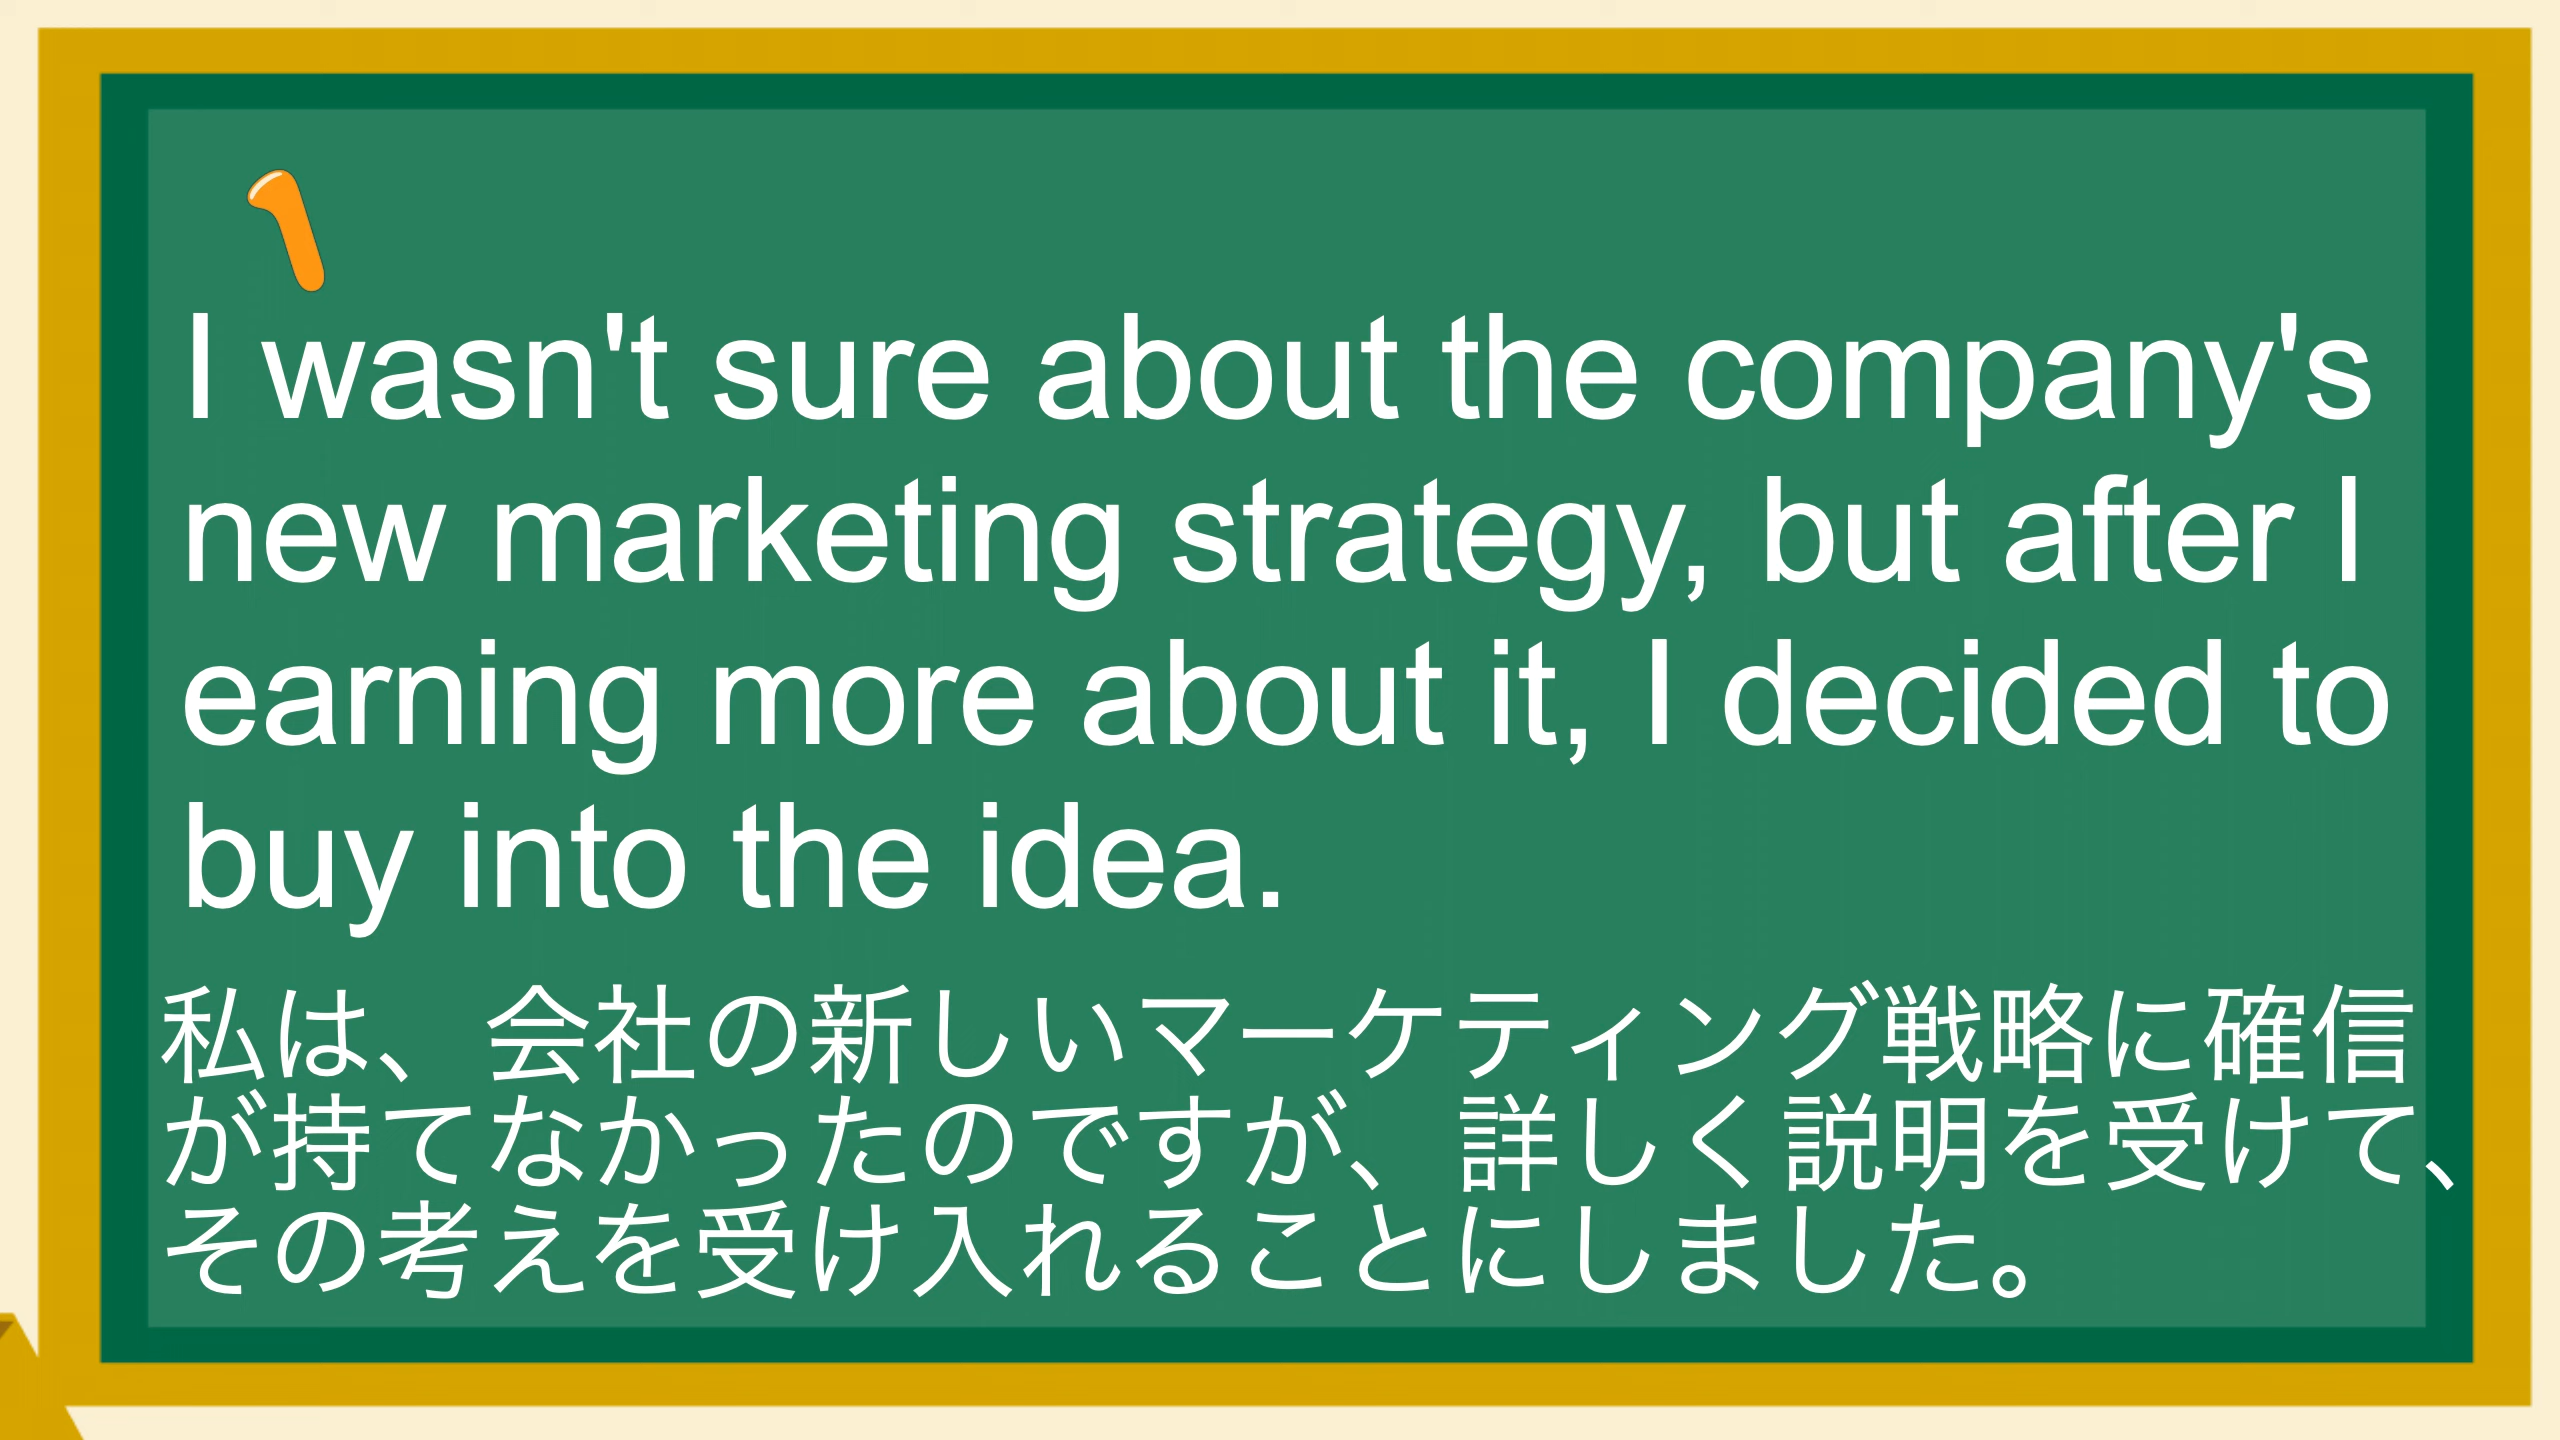 I wasn't sure about the company's
new marketing strategy, but after I
earning more about it, I decided to
buy into the idea.
私は、会社の新しいマーケティング戦略に確信
が持てなかったのですが、詳しく説明を受けて、
その考えを受け入れることにしました。